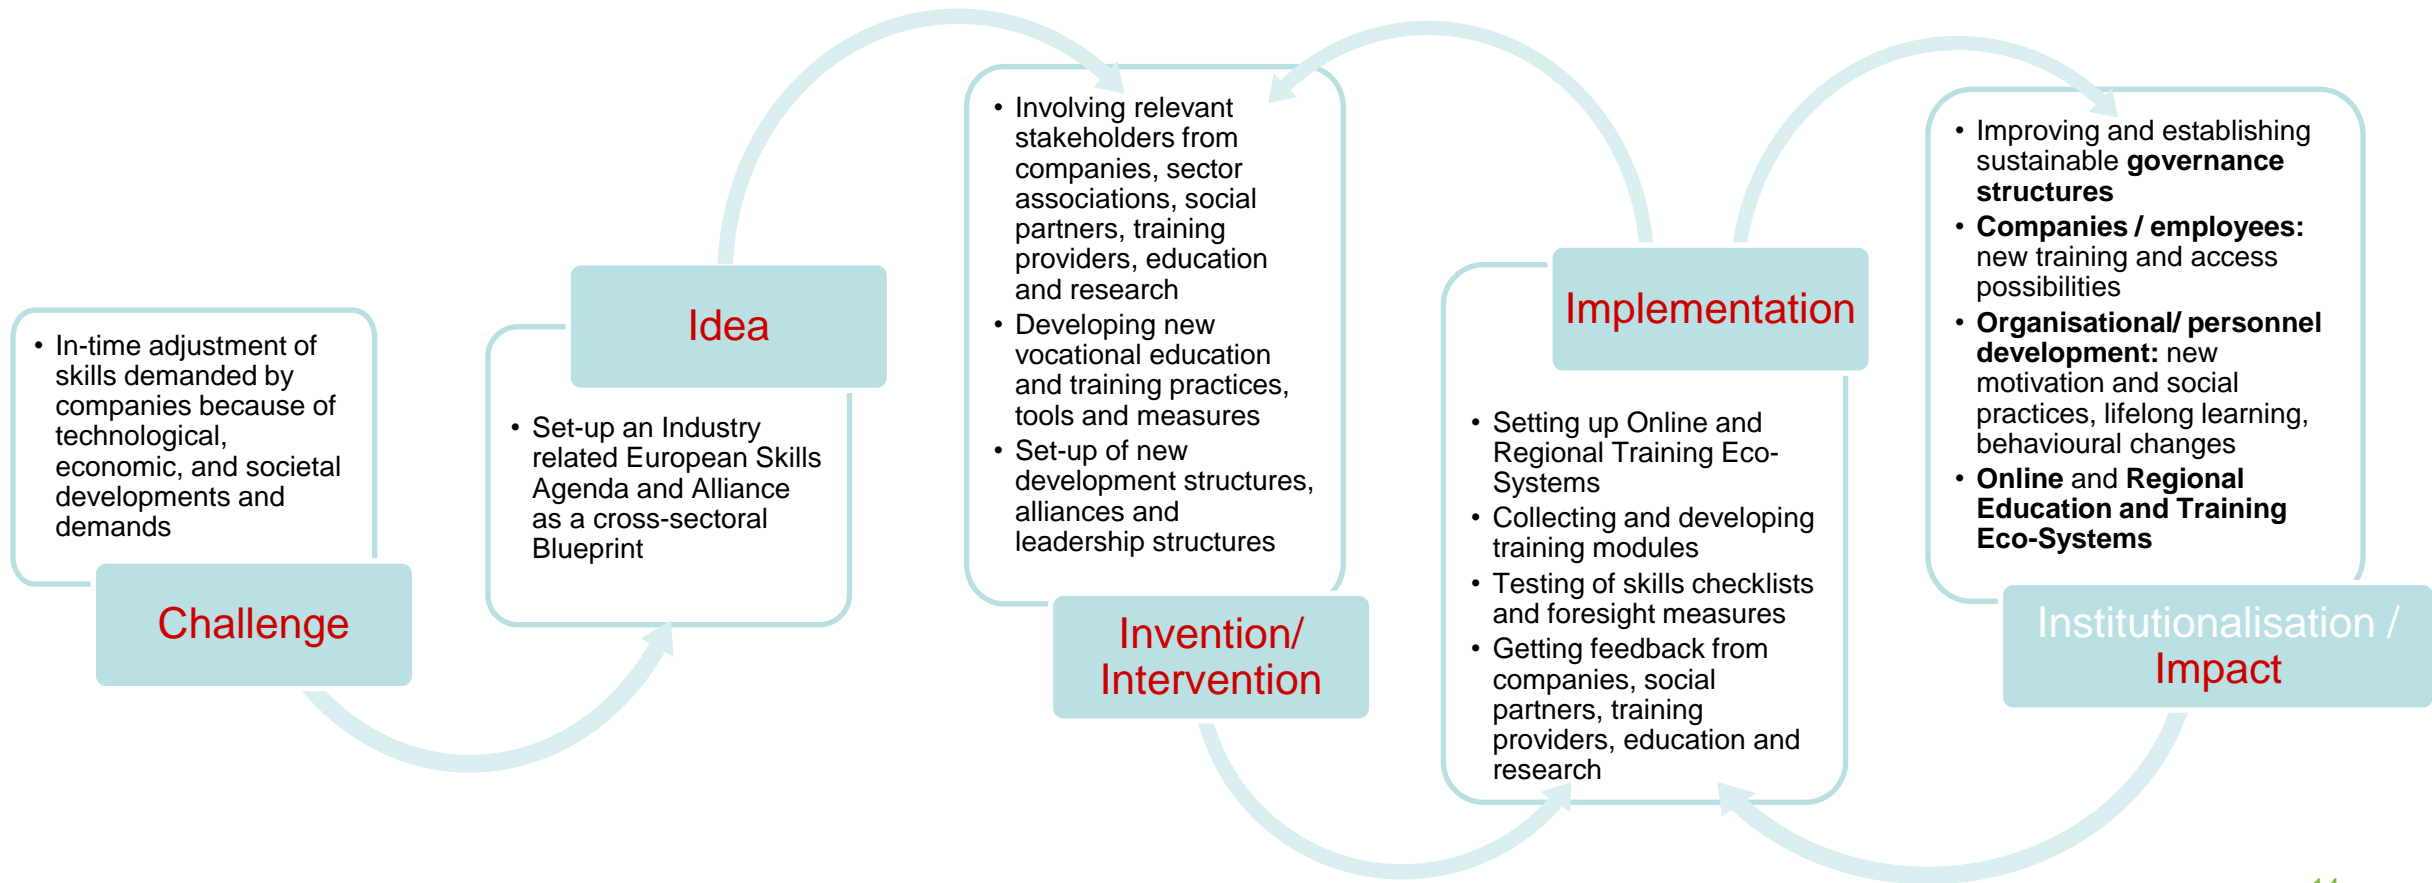 • In-time adjustment of
skills demanded by
companies because of
technological,
economic, and societal
developments and
demands
Challenge
Idea
• Set-up an Industry
related European Skills
Agenda and Alliance
as a cross-sectoral
Blueprint
• Involving relevant
stakeholders from
companies, sector
associations, social
partners, training
providers, education
and research
• Developing new
vocational education
and training practices,
tools and measures
• Set-up of new
development structures,
alliances and
leadership structures
Invention/
Intervention
Implementation
• Setting up Online and
Regional Training Eco-
Systems
• Collecting and developing
training modules
• Testing of skills checklists
and foresight measures
• Getting feedback from
companies, social
partners, training
providers, education and
research
• Improving and establishing
sustainable governance
structures
• Companies / employees:
new training and access
possibilities
• Organisational/ personnel
development: new
motivation and social
practices, lifelong learning,
behavioural changes
• Online and Regional
Education and Training
Eco-Systems
Institutionalisation /
Impact